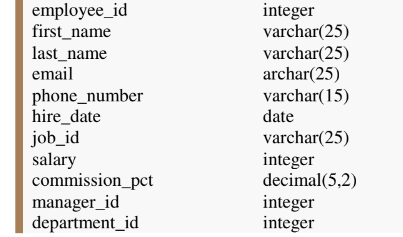 employee_id integer
first_name varchar(25)
last_name varchar(25)
email archar(25)
phone_number varchar(15)
hire_date date
job_id varchar(25)
salary integer
commission_pct decimal(5,2)
manager_id integer
department_id integer